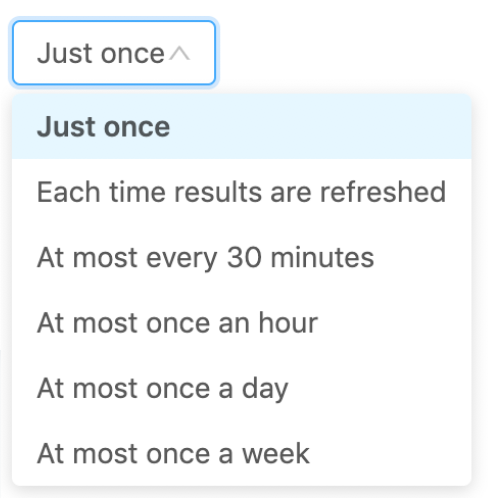 Just once
Just once
Each time results are refreshed
At most every 30 minutes
At most once an hour
At most once a day
At most once a week